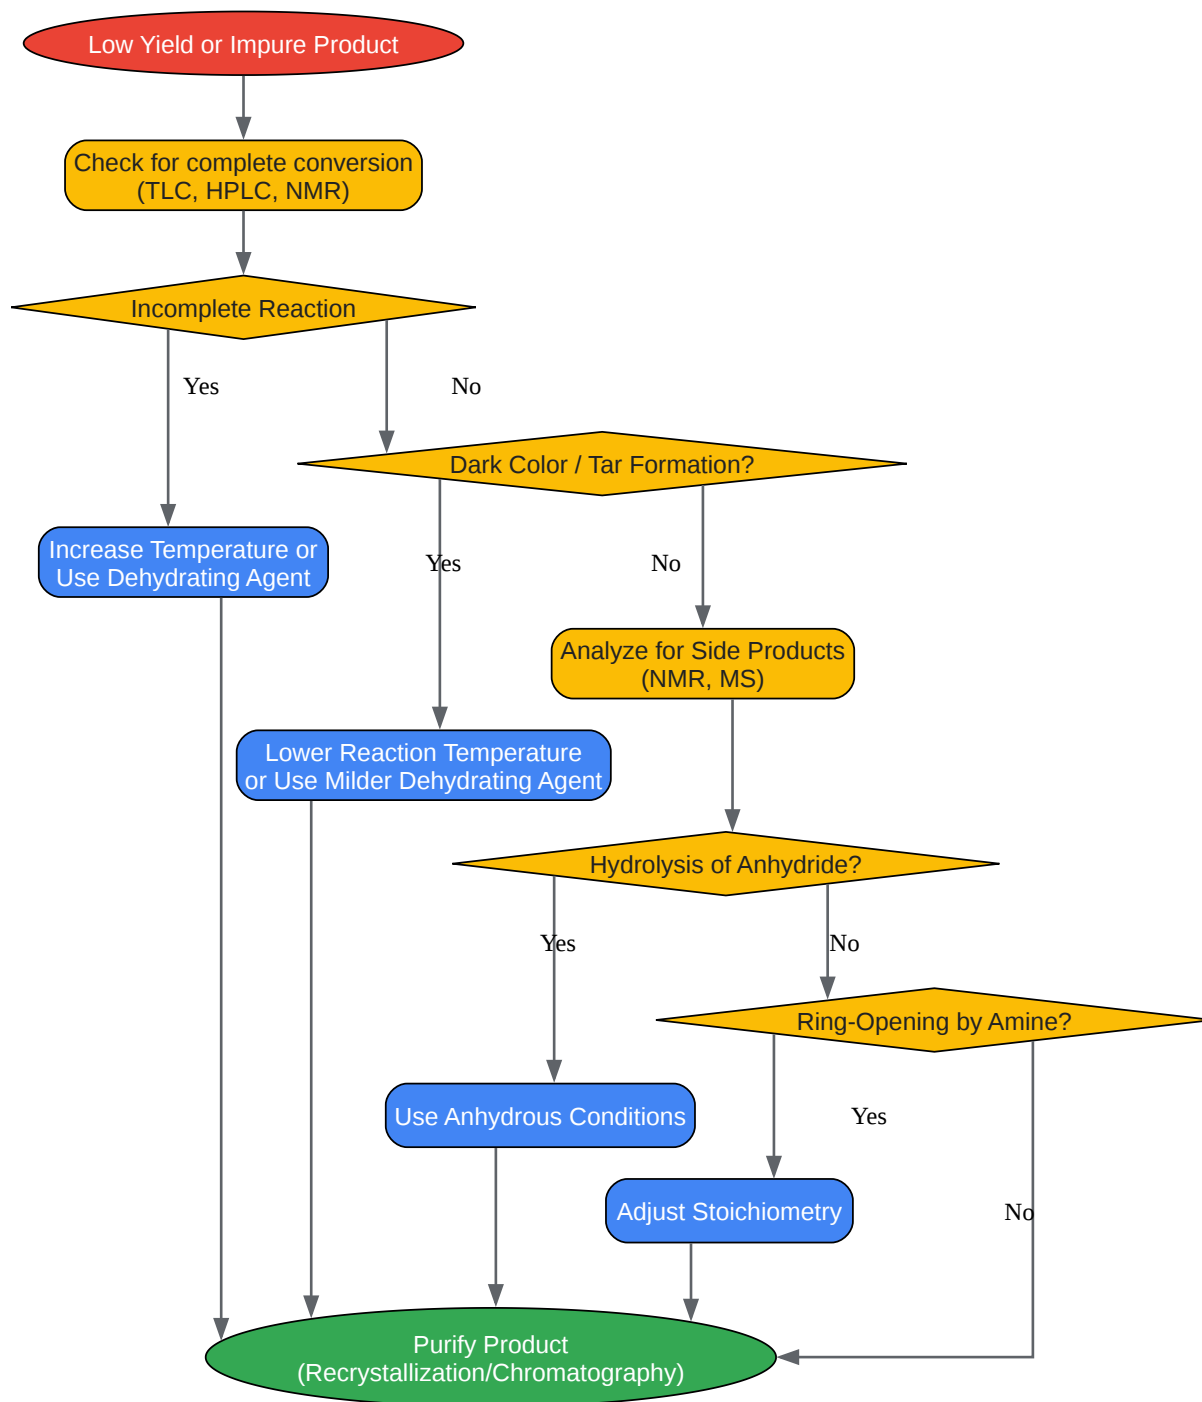 Low Yield or Impure Product
Check for complete conversion
(TLC, HPLC, NMR)
Incomplete Reaction
Yes
No
Dark Color / Tar Formation?
Increase Temperature or
Use Dehydrating Agent
Yes
No
Analyze for Side Products
(NMR, MS)
Lower Reaction Temperature
or Use Milder Dehydrating Agent
Hydrolysis of Anhydride?
Yes
No
Ring-Opening by Amine?
Use Anhydrous Conditions
Yes
Adjust Stoichiometry
No
Purify Product
(Recrystallization/Chromatography)